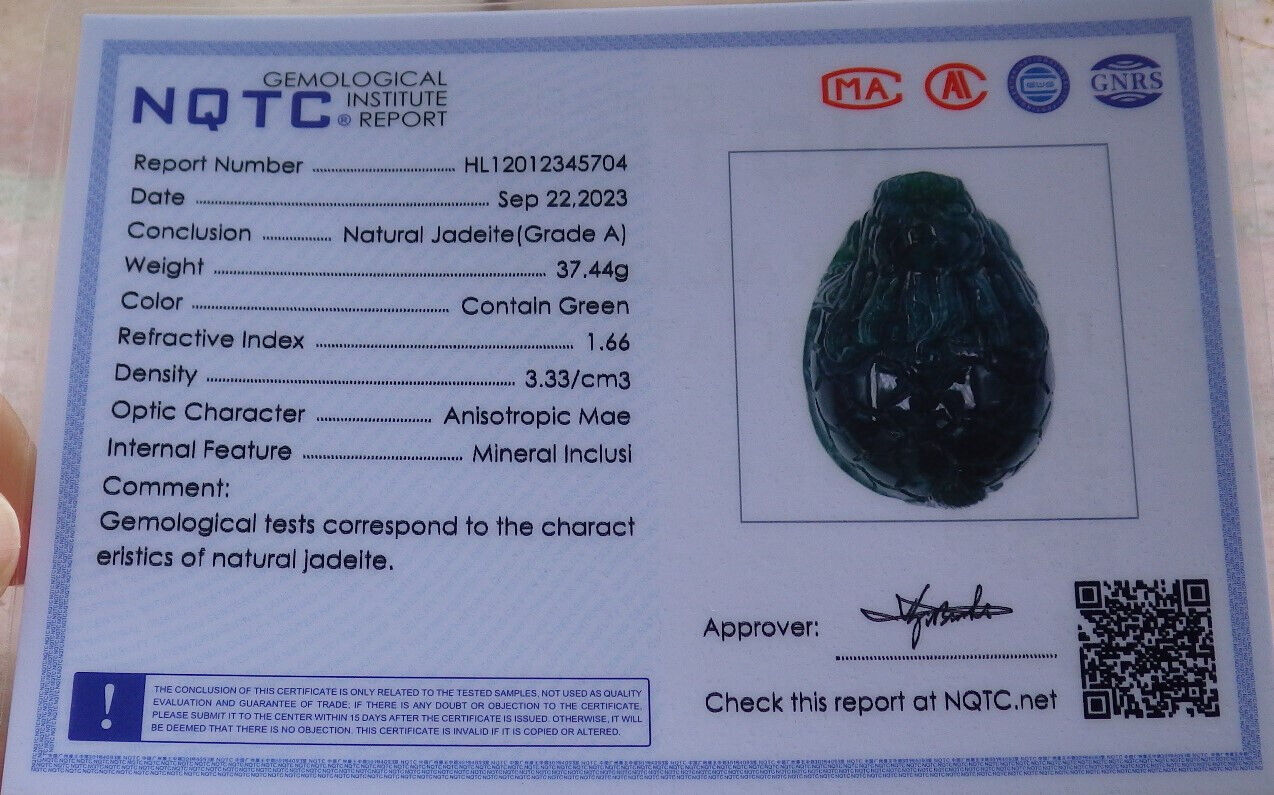 NQTC® GEMOLOGICAL INSTITUTE REPORT
MA
GNRS
Report Number ........ HL12012345704
Date ........ Sep 22,2023
Conclusion ........ Natural Jadeite(Grade A)
Weight ........ 37.44g
Color ........ Contain Green
Refractive Index ........ 1.66
Density ........ 3.33/cm3
Optic Character ........ Anisotropic Mae
Internal Feature ........ Mineral Inclusi
Comment:
Gemological tests correspond to the charact
eristics of natural jadeite.
Approver:
Check this report at NQTC.net
!
THE CONCLUSION OF THIS CERTIFICATE IS ONLY RELATED TO THE TESTED SAMPLES, NOT USED AS QUALITY
EVALUATION AND GUARANTEE OF TRADE; IF THERE IS ANY DOUBT OR OBJECTION TO THE CERTIFICATE,
PLEASE SUBMIT IT TO THE CENTER WITHIN 15 DAYS AFTER THE CERTIFICATE IS ISSUED. OTHERWISE, IT WILL
BE DEEMED THAT THERE IS NO OBJECTION. THIS CERTIFICATE IS INVALID IF IT IS COPIED OR ALTERED.